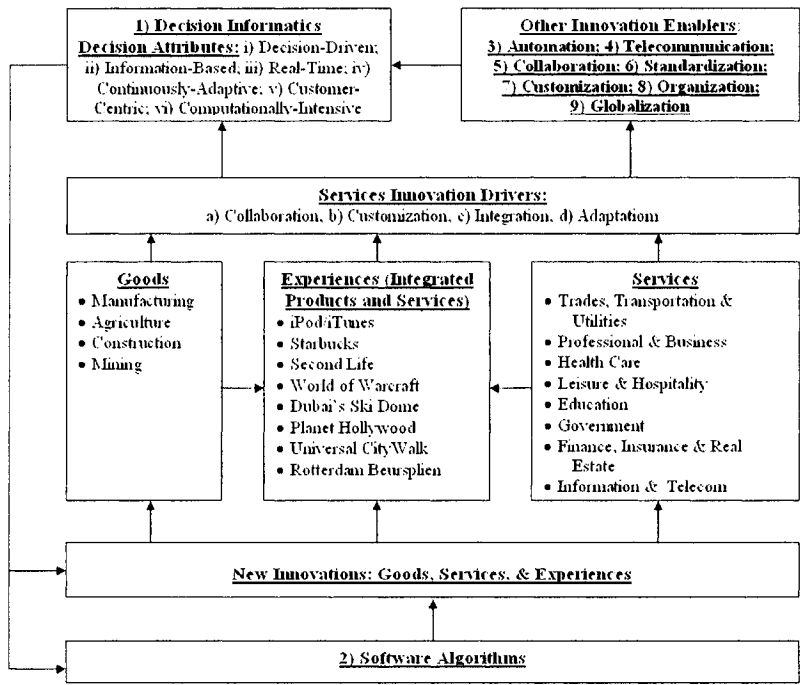 1) Decision Informatics
Decision Attributes: i) Decision-Driven;
ii) Information-Based; iii) Real-Time; iv)
Continuously-Adaptive; v) Customer-
Centric; vi) Computationally-Intensive
Other Innovation Enablers:
3) Automation; 4) Telecommunication;
5) Collaboration; 6) Standardization;
7) Customization; 8) Organization;
9) Globalization
Services Innovation Drivers:
a) Collaboration, b) Customization, c) Integration, d) Adaptation
Goods
• Manufacturing
• Agriculture
• Construction
• Mining
Experiences (Integrated
Products and Services)
• iPod/iTunes
• Starbucks
• Second Life
• World of Warcraft
• Dubai's Ski Dome
• Planet Hollywood
• Universal CityWalk
• Rotterdam Beursplien
Services
• Trades, Transportation &
Utilities
• Professional & Business
• Health Care
• Leisure & Hospitality
• Education
• Government
• Finance, Insurance & Real
Estate
• Information & Telecom
New Innovations: Goods, Services, & Experiences
2) Software Algorithms